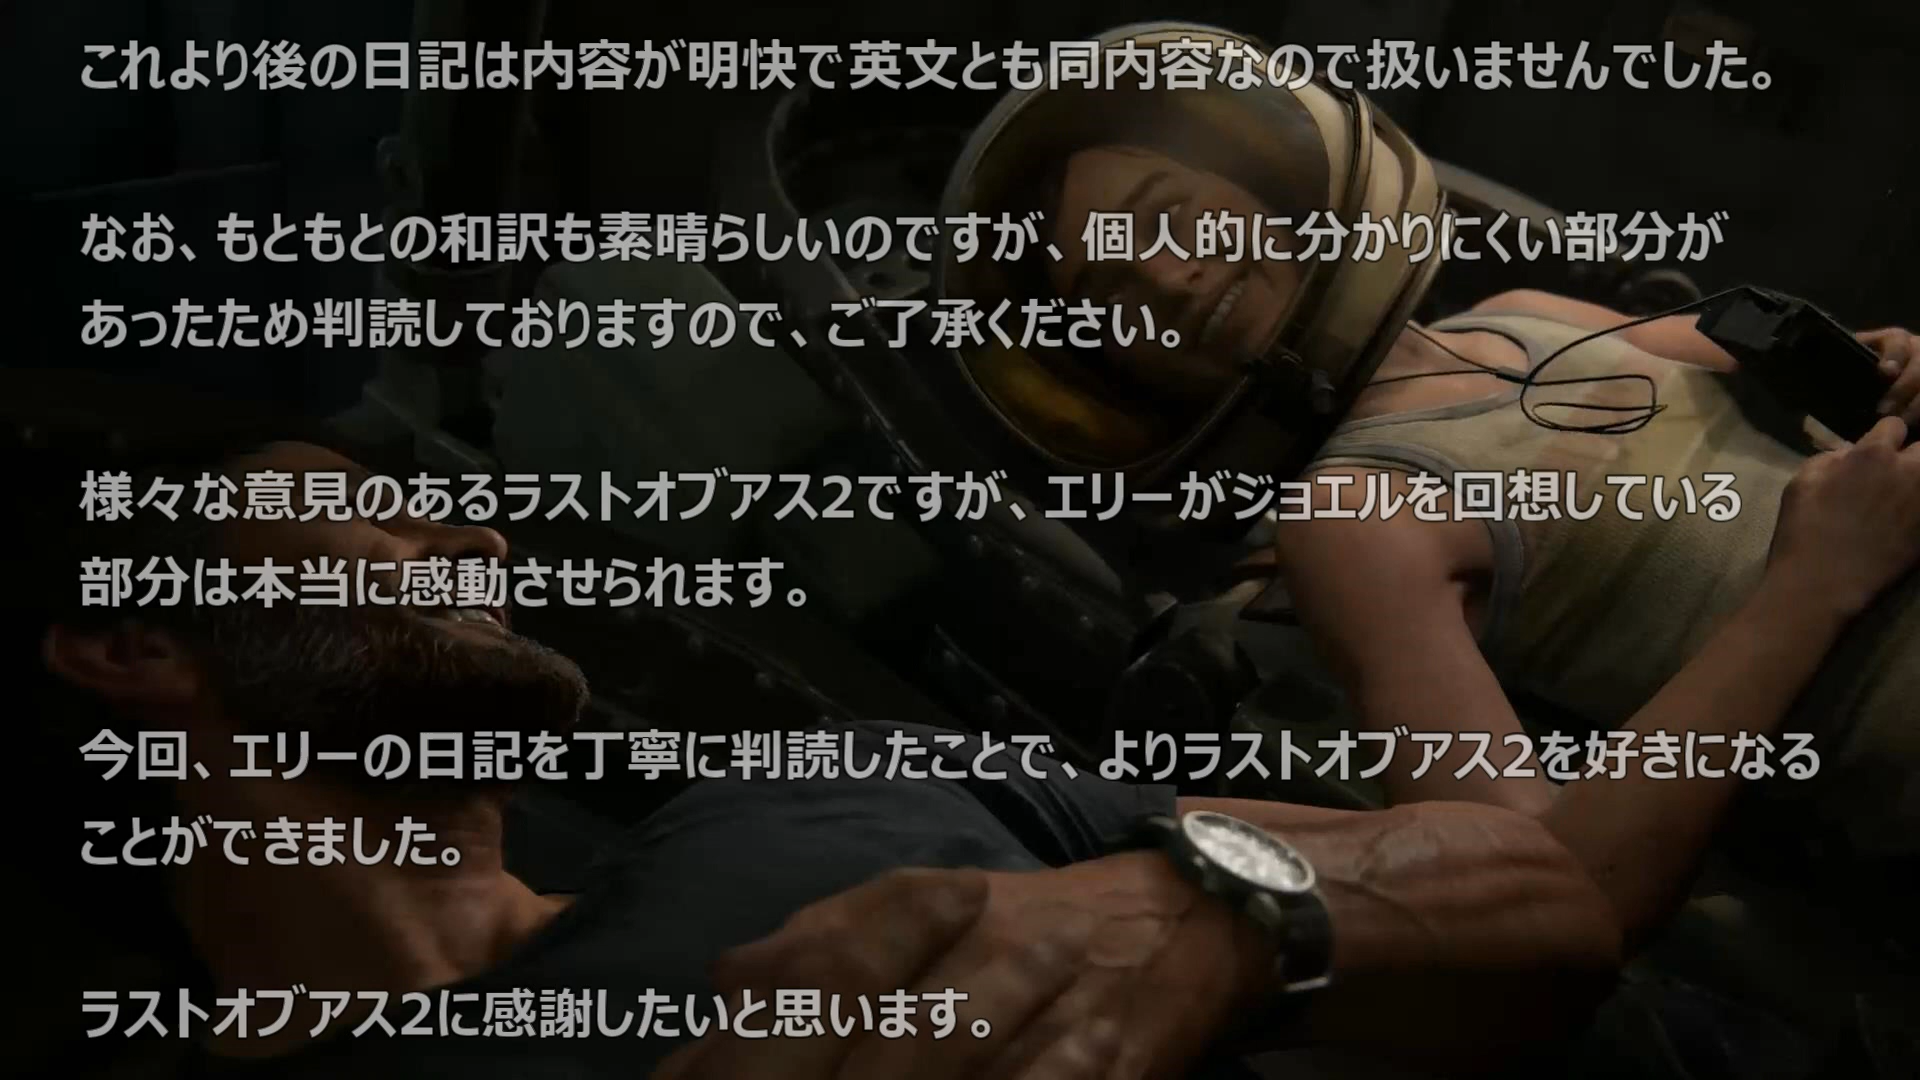 これより後の日記は内容が明快で英文とも同内容なので扱いませんでした。
なお、もともとの和訳も素晴らしいのですが、個人的に分かりにくい部分が
あったため判読しておりますので、ご了承ください。
様々な意見のあるラストオブアス2ですが、エリーがジョエルを回想している
部分は本当に感動させられます。
今回、エリーの日記を丁寧に判読したことで、よりラストオブアス2を好きになる
ことができました。
ラストオブアス2に感謝したいと思います。